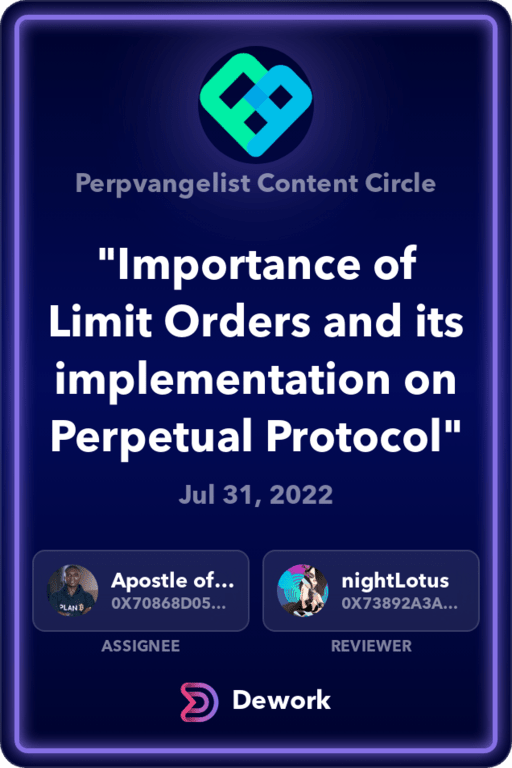 Perpvangelist Content Circle
"Importance of
Limit Orders and its
implementation on
Perpetual Protocol"
Jul 31, 2022
PLAN B
Apostle of...
0X70868D05...
nightLotus
0X73892A3A...
ASSIGNEE
REVIEWER
Dework